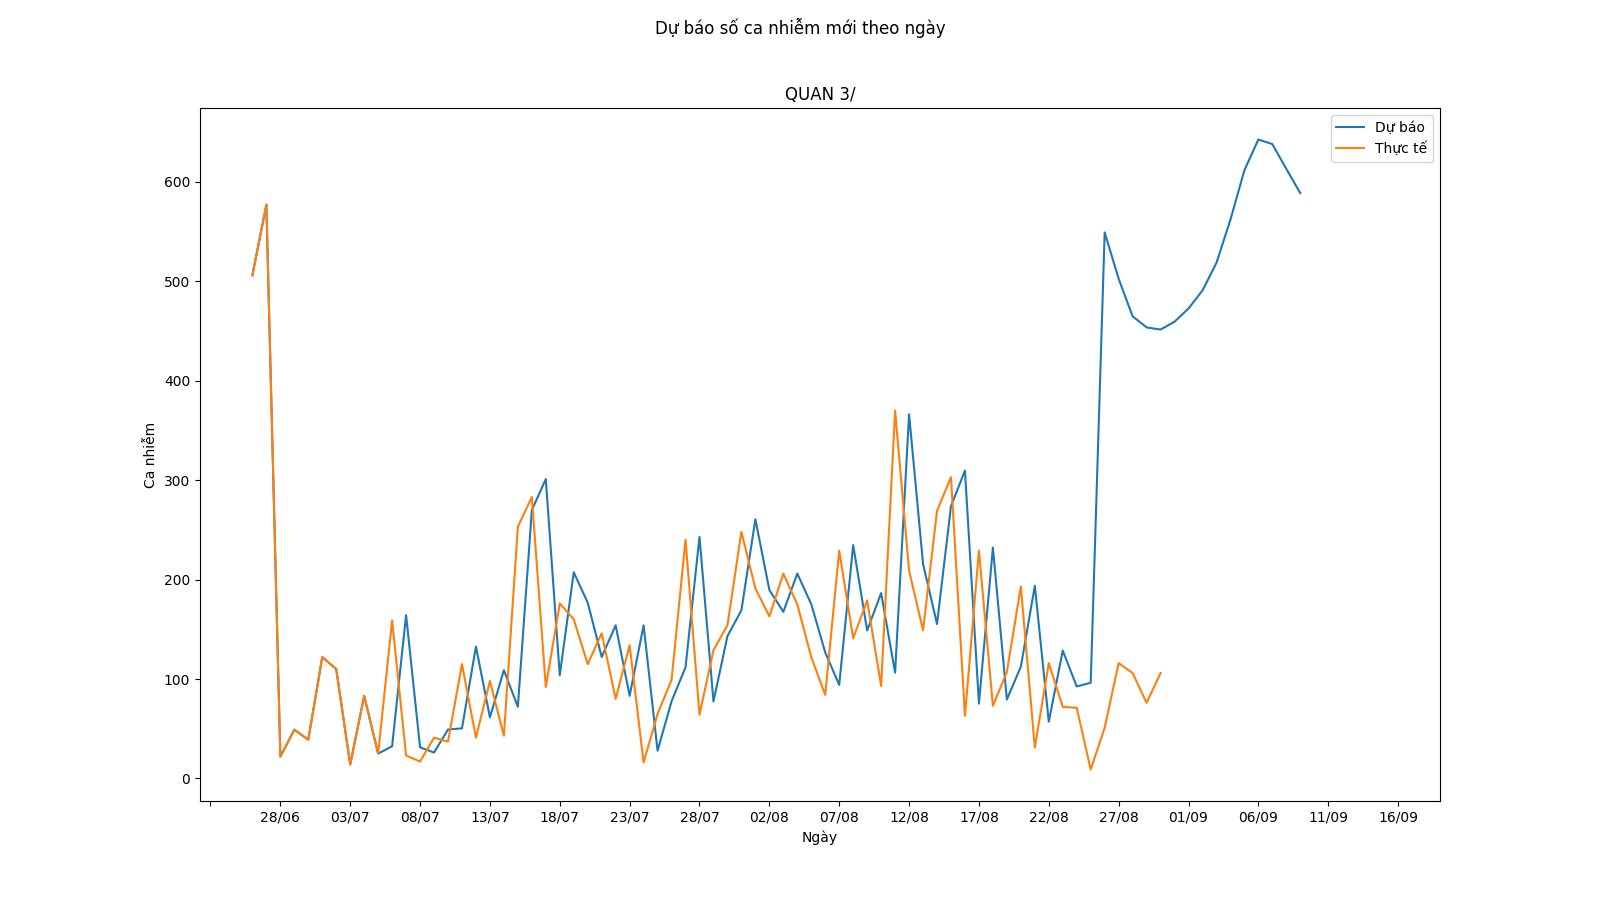 Dự báo số ca nhiễm mới theo ngày
QUAN 3/
Dự báo
Thực tế
600
500
400
300
200
100
0
Ca nhiễm
28/06 03/07 08/07 13/07 18/07 23/07 28/07 02/08 07/08 12/08 17/08 22/08 27/08 01/09 06/09 11/09 16/09
Ngày